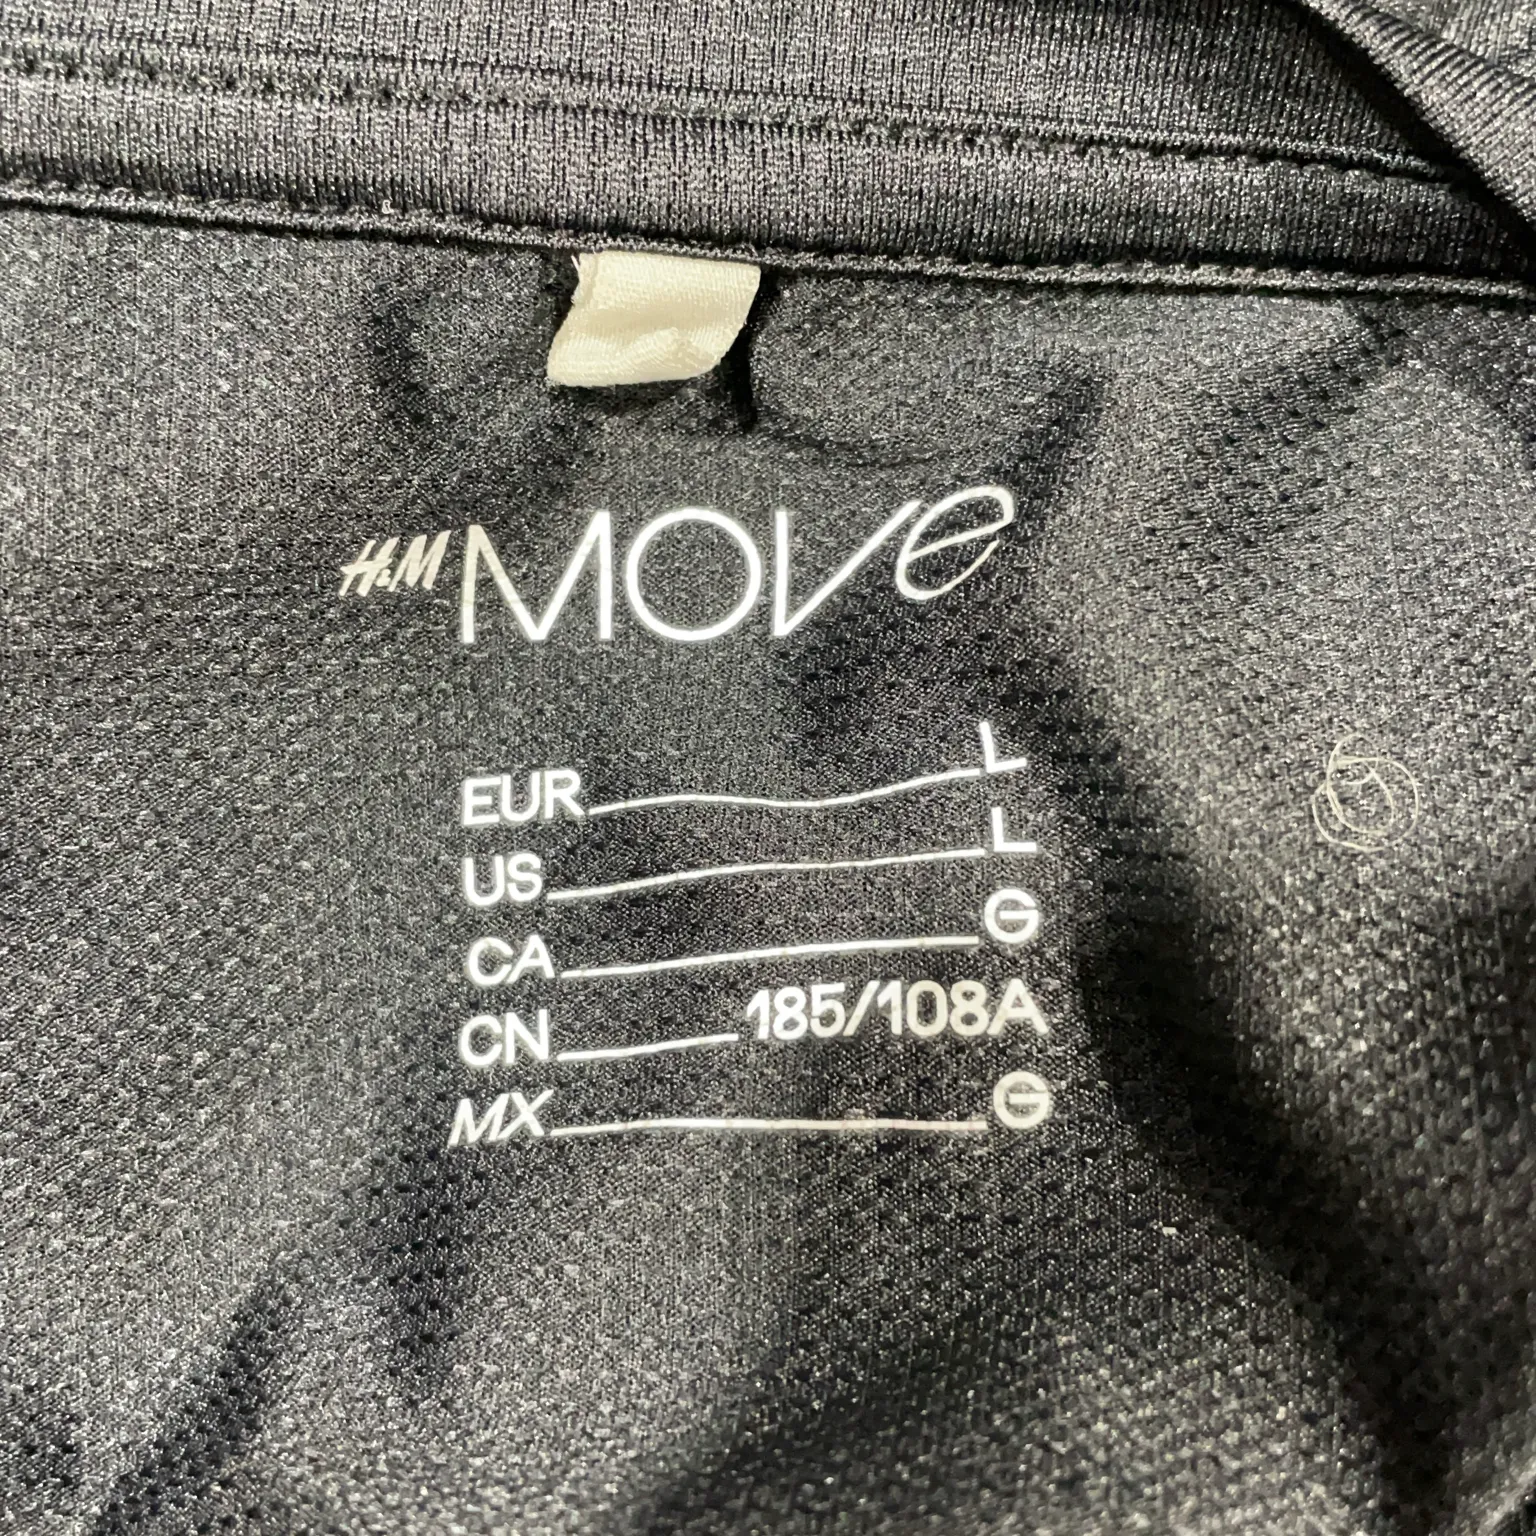 H&M MOVE
EUR L
US L
CA G
CN 185/108A
MX G